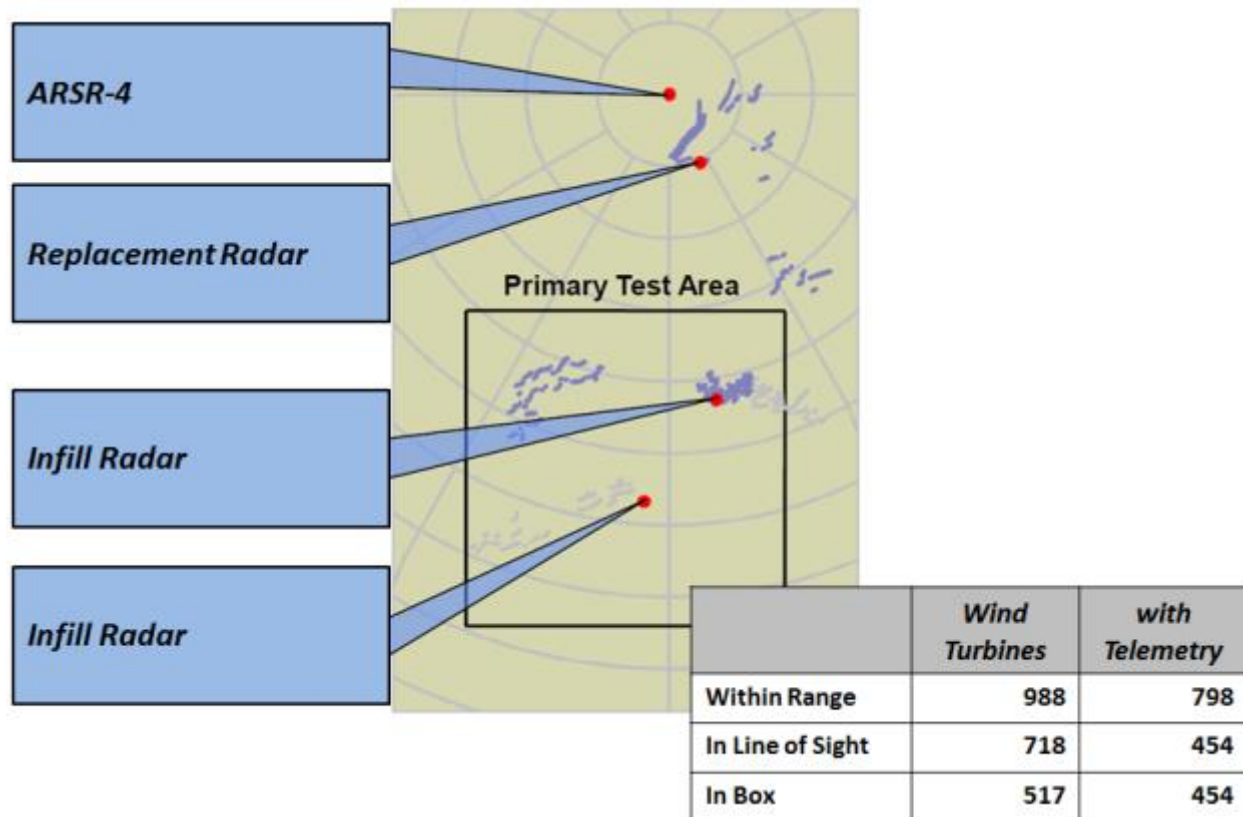 ARSR-4
Replacement Radar
Primary Test Area
Infill Radar
Infill Radar
Wind Turbines with Telemetry
Within Range 988 798
In Line of Sight 718 454
In Box 517 454